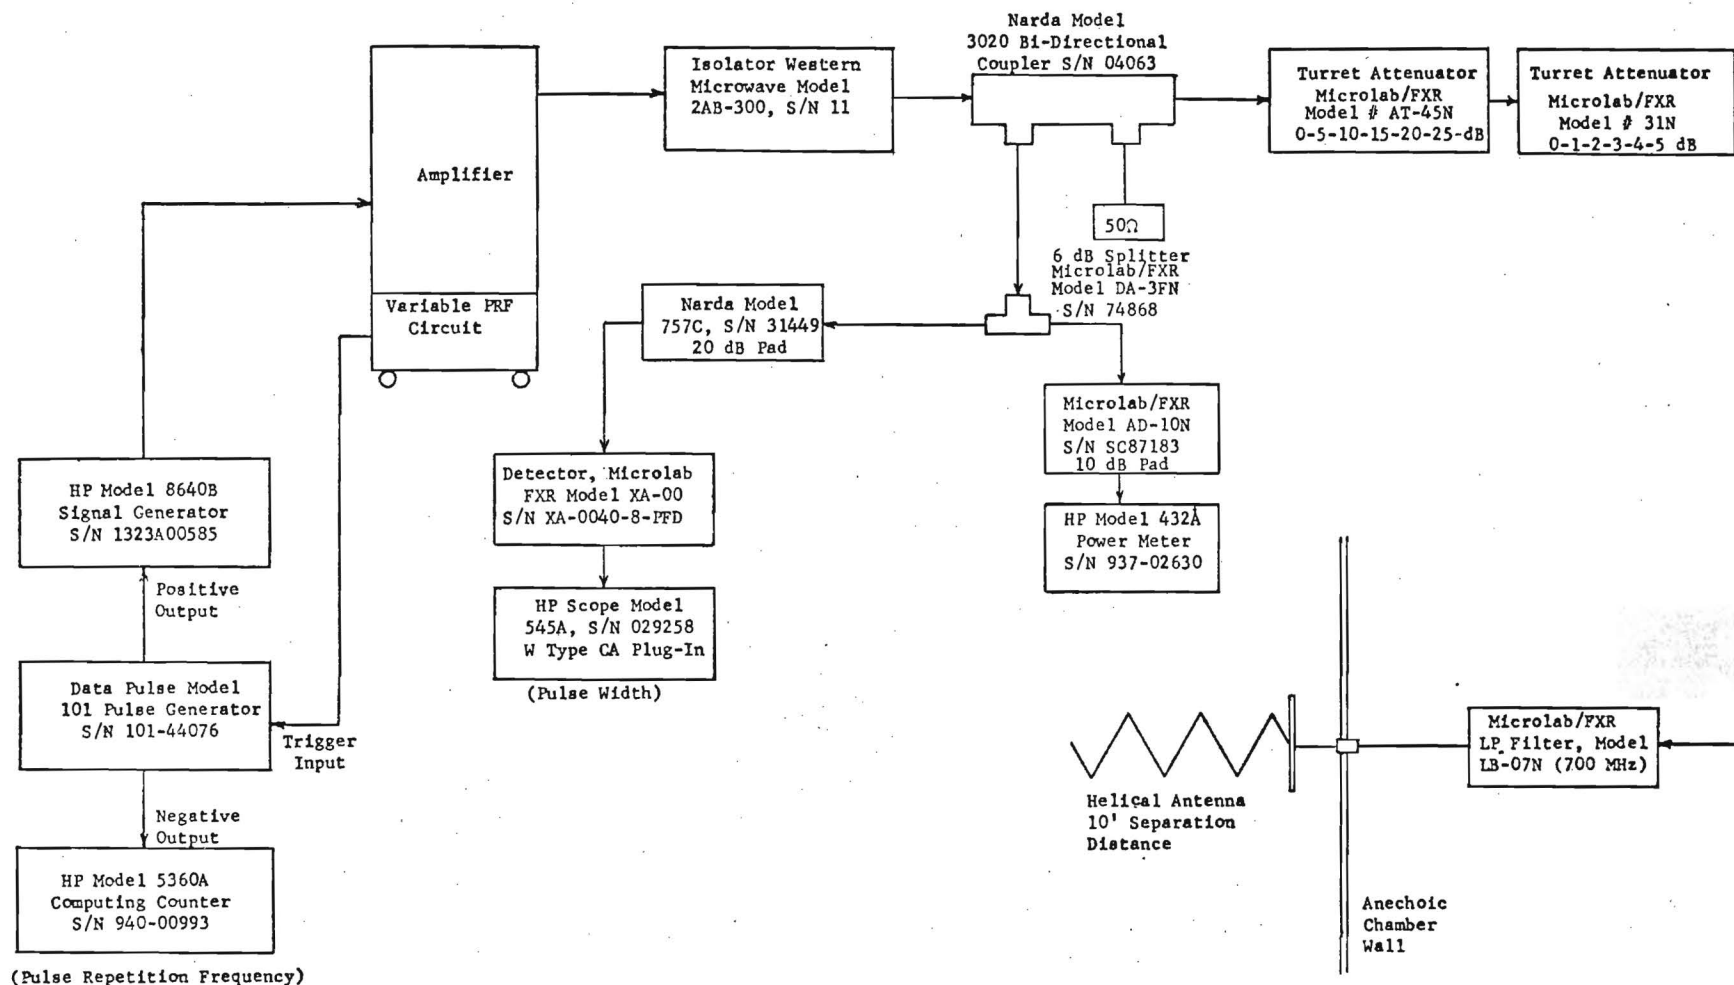 Narda Model
3020 Bi-Directional
Coupler S/N 04063
Isolator Western
Microwave Model
2AB-300, S/N 11
Turret Attenuator
Microlab/FXR
Model # AT-45N
0-5-10-15-20-25-dB
Turret Attenuator
Microlab/FXR
Model # 31N
0-1-2-3-4-5 dB
Amplifier
50Ω
6 dB Splitter
Microlab/FXR
Model DA-3FN
S/N 74868
Variable PRF
Circuit
Narda Model
757C, S/N 31449
20 dB Pad
Microlab/FXR
Model AD-10N
S/N SC87183
10 dB Pad
HP Model 8640B
Signal Generator
S/N 1323A00585
Detector, Microlab
FXR Model XA-00
S/N XA-0040-8-PFD
HP Model 432A
Power Meter
S/N 937-02630
Positive
Output
HP Scope Model
545A, S/N 029258
W Type CA Plug-In
(Pulse Width)
Data Pulse Model
101 Pulse Generator
S/N 101-44076
Trigger
Input
Microlab/FXR
LP Filter, Model
LB-07N (700 MHz)
Helical Antenna
10' Separation
Distance
Negative
Output
HP Model 5360A
Computing Counter
S/N 940-00993
(Pulse Repetition Frequency)
Anechoic
Chamber
Wall